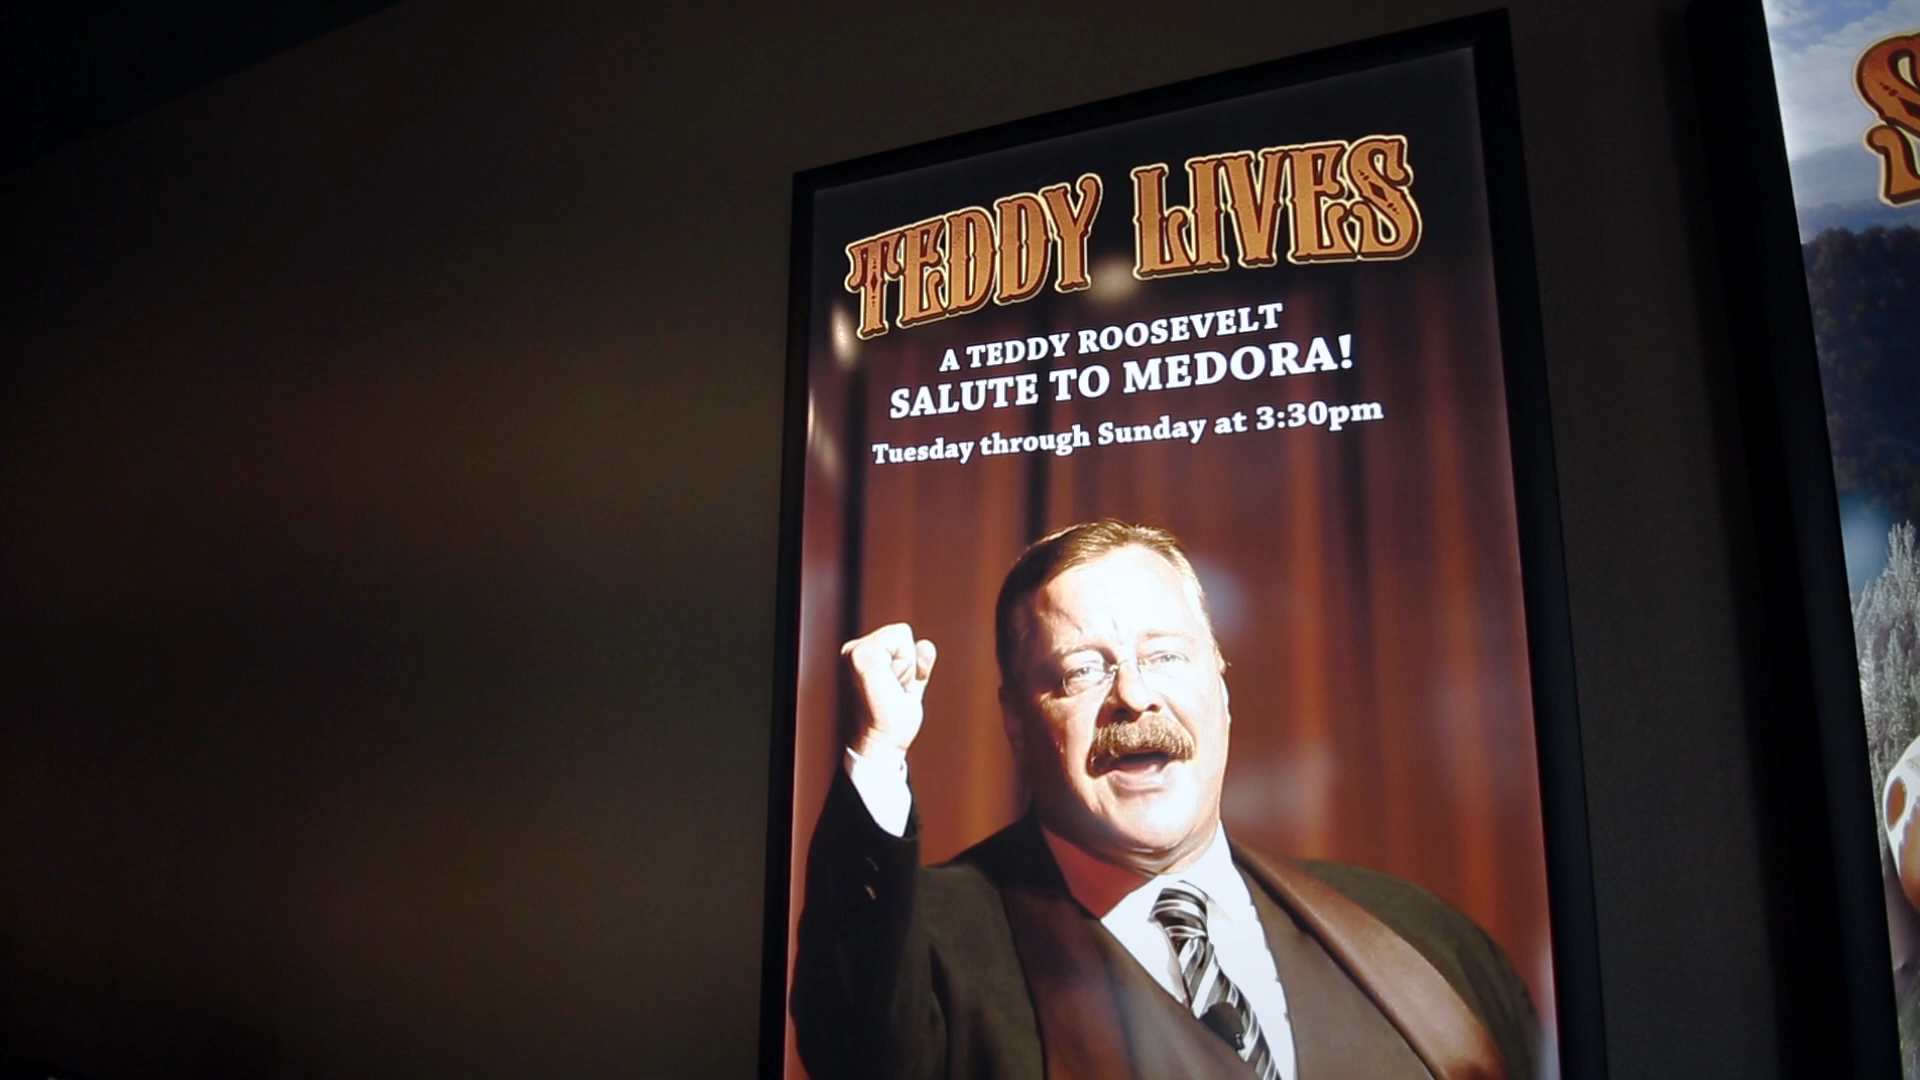 TEDDY LIVES
A TEDDY ROOSEVELT
SALUTE TO MEDORA!
Tuesday through Sunday at 3:30pm